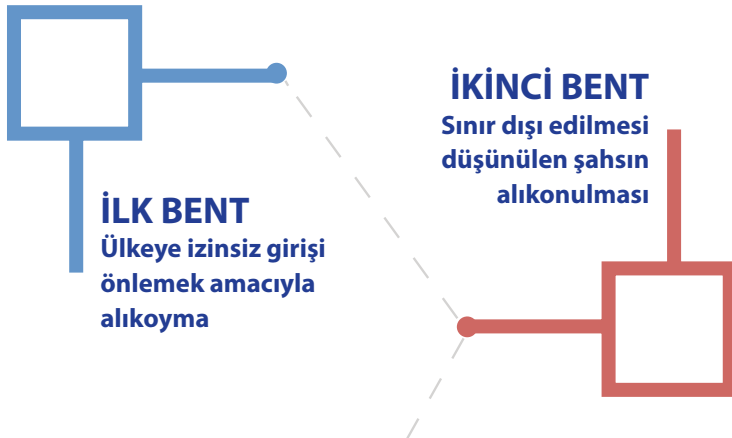 İLK BENT
Ülkeye izinsiz girişi
önlemek amacıyla
alıkoyma
İKİNCİ BENT
Sınır dışı edilmesi
düşünülen şahsın
alıkonulması